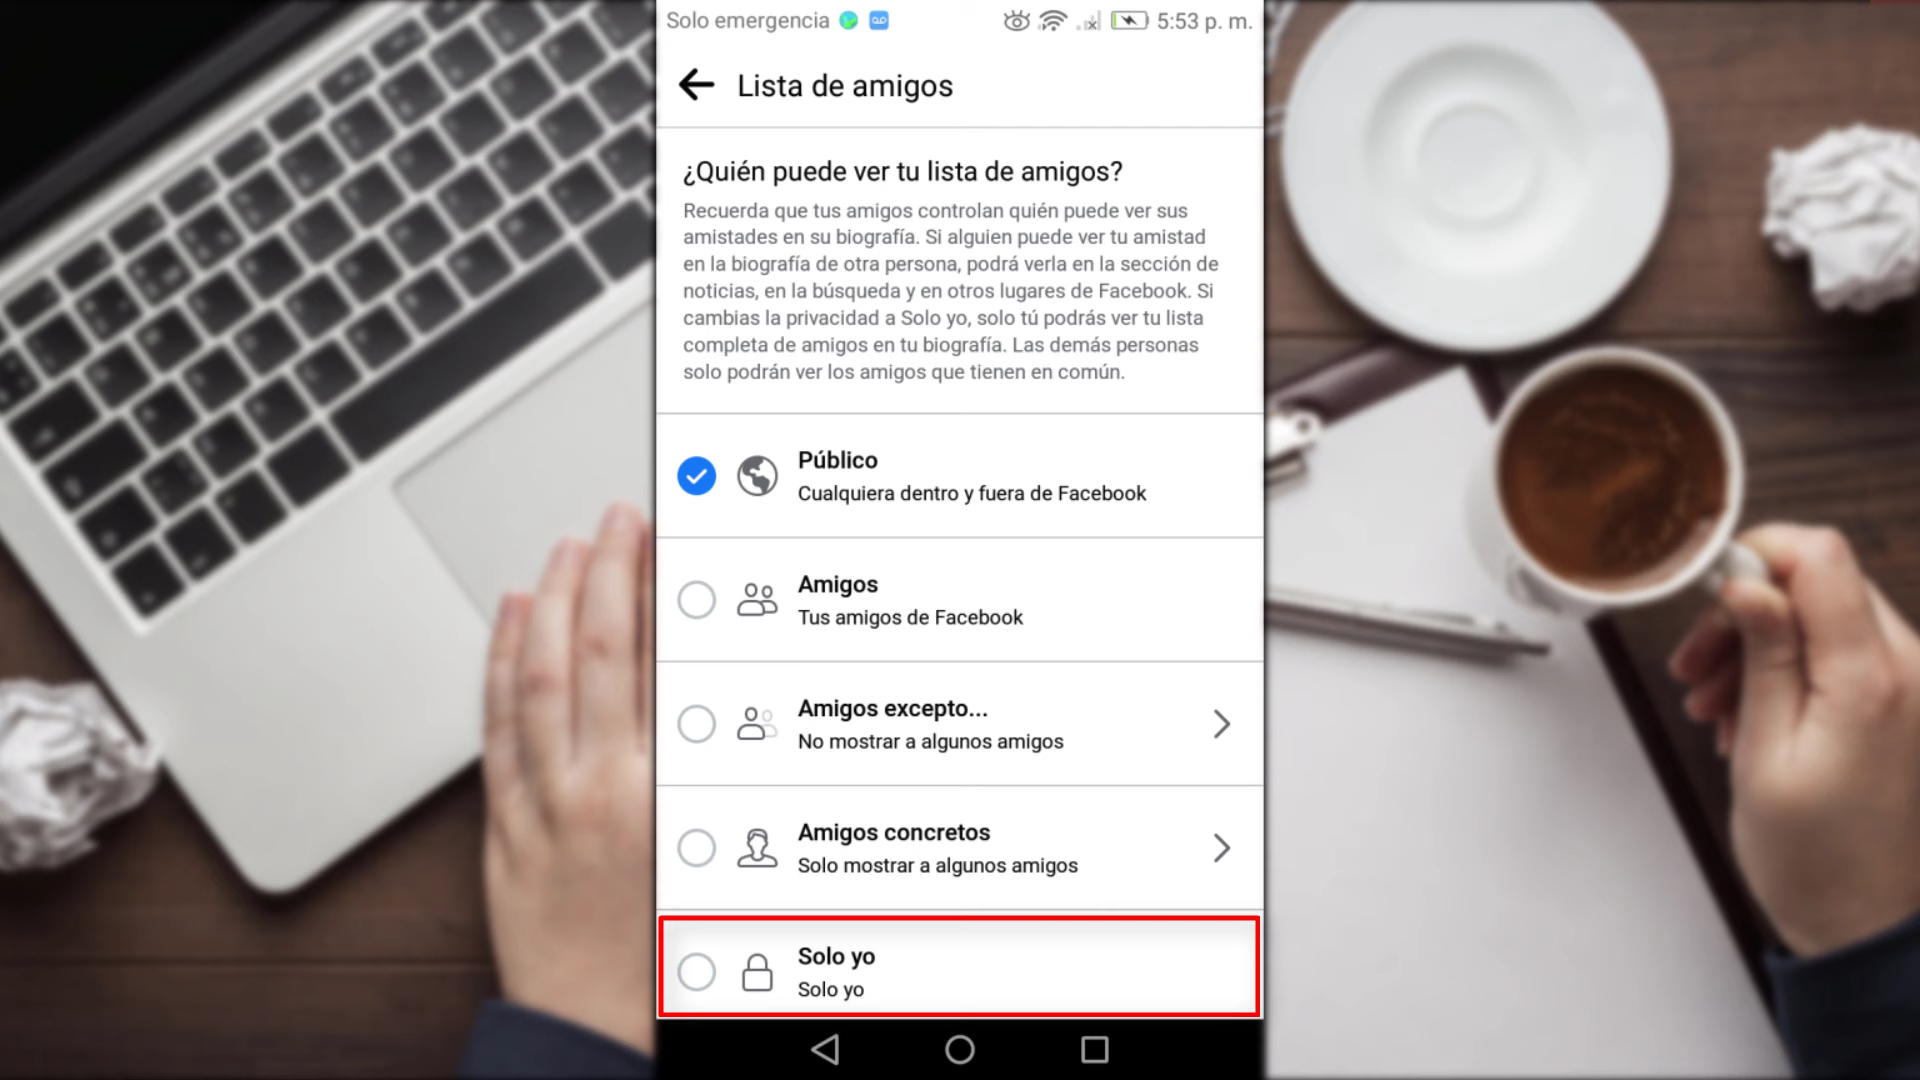 Solo emergencia 5:53 p. m.
Lista de amigos
¿Quién puede ver tu lista de amigos?
Recuerda que tus amigos controlan quién puede ver sus
amistades en su biografía. Si alguien puede ver tu amistad
en la biografía de otra persona, podrá verla en la sección de
noticias, en la búsqueda y en otros lugares de Facebook. Si
cambias la privacidad a Solo yo, solo tú podrás ver tu lista
completa de amigos en tu biografía. Las demás personas
solo podrán ver los amigos que tienen en común.
Público
Cualquiera dentro y fuera de Facebook
Amigos
Tus amigos de Facebook
Amigos excepto...
No mostrar a algunos amigos
Amigos concretos
Solo mostrar a algunos amigos
Solo yo
Solo yo